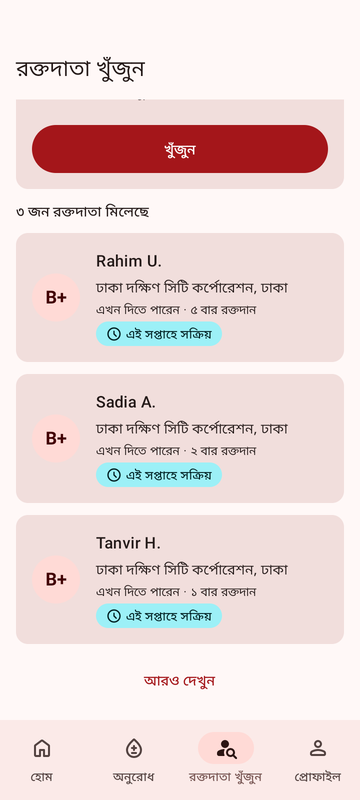 রক্তদাতা খুঁজুন
খুঁজুন
৩ জন রক্তদাতা মিলেছে
Rahim U.
B+
ঢাকা দক্ষিণ সিটি কর্পোরেশন, ঢাকা
এখন দিতে পারেন · ৫ বার রক্তদান
এই সপ্তাহে সক্রিয়
Sadia A.
B+
ঢাকা দক্ষিণ সিটি কর্পোরেশন, ঢাকা
এখন দিতে পারেন · ২ বার রক্তদান
এই সপ্তাহে সক্রিয়
Tanvir H.
B+
ঢাকা দক্ষিণ সিটি কর্পোরেশন, ঢাকা
এখন দিতে পারেন · ১ বার রক্তদান
এই সপ্তাহে সক্রিয়
আরও দেখুন
হোম
অনুরোধ
রক্তদাতা খুঁজুন
প্রোফাইল